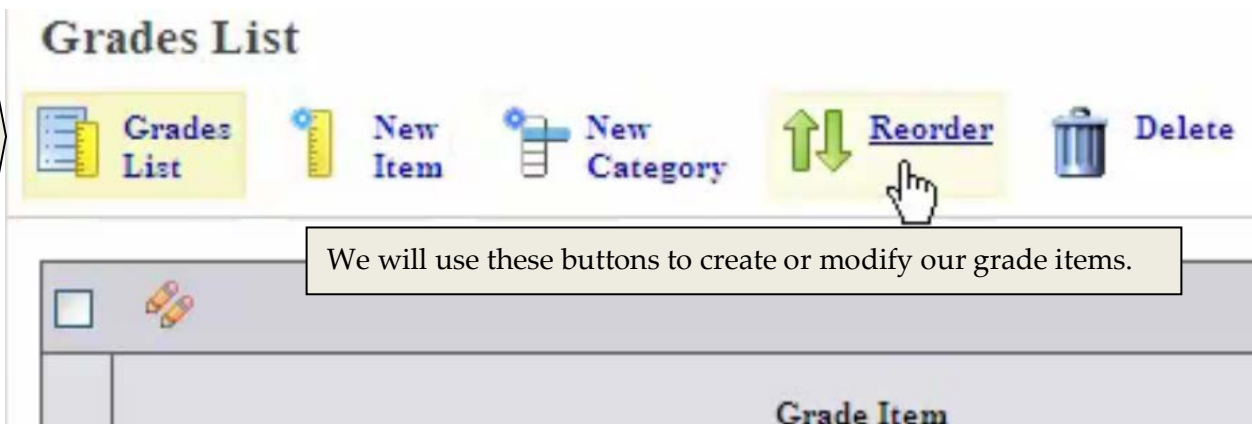 Grades List
Grades
List
New
Item
New
Category
Reorder
Delete
We will use these buttons to create or modify our grade items.
Grade Item